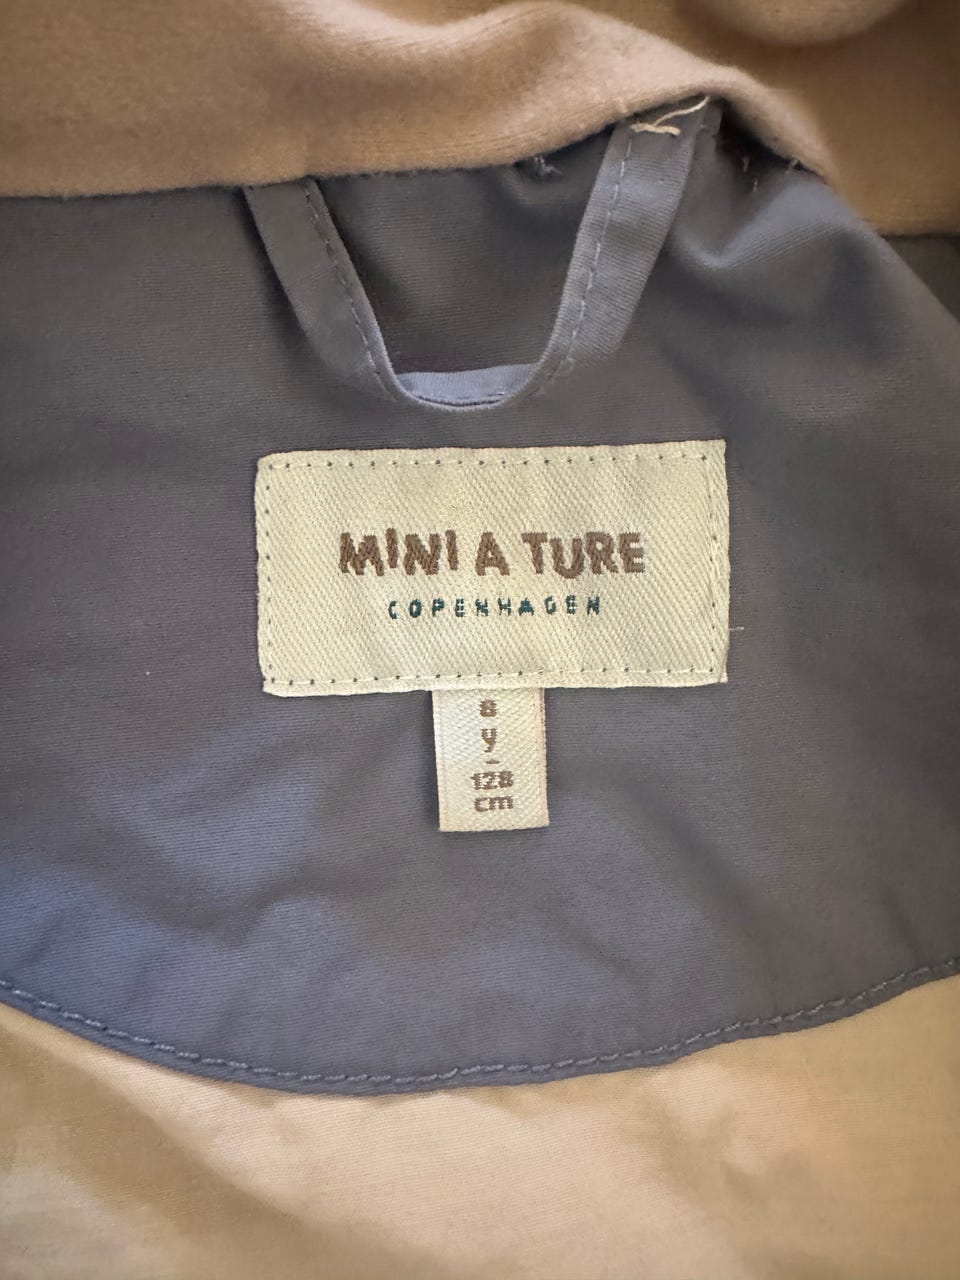 MINI A TURE
COPENHAGEN
8
y
-
128
cm